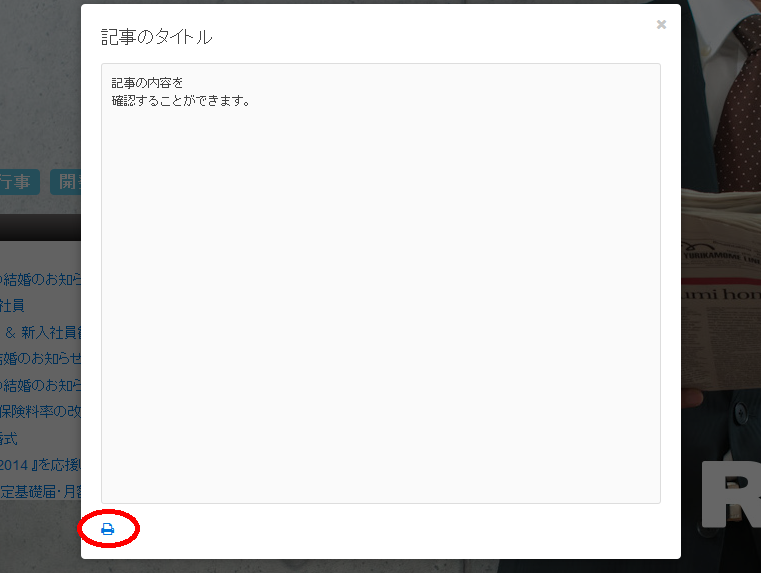 記事のタイトル
×
記事の内容を
確認することができます。
行事
開
の結婚のお知ら
社員
& 新入社員
結婚のお知らせ
の結婚のお知ら
保険料率の改
式
2014 』を応援
定基礎届・月
TSURUKAMOME
R